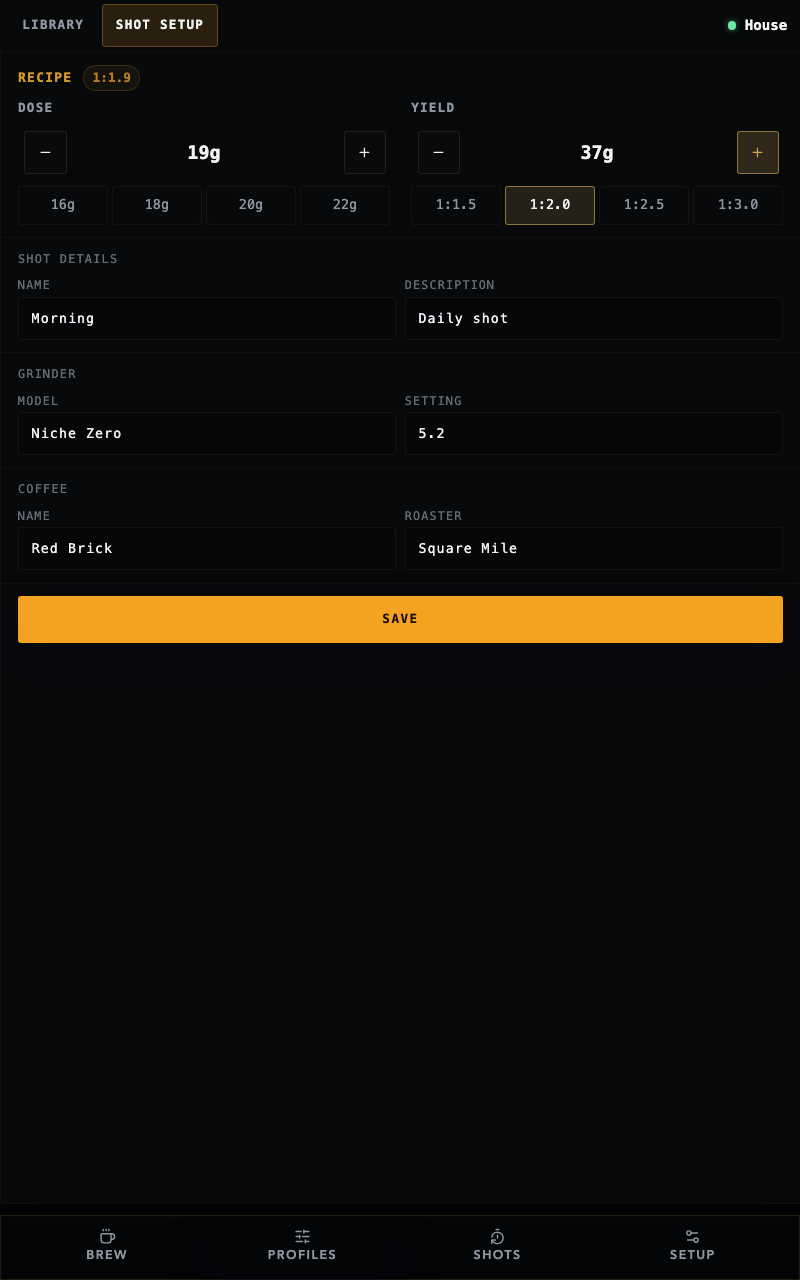 LIBRARY SHOT SETUP House
RECIPE 1:1.9
DOSE YIELD
− 19g + − 37g +
16g 18g 20g 22g 1:1.5 1:2.0 1:2.5 1:3.0
SHOT DETAILS
NAME DESCRIPTION
Morning Daily shot
GRINDER
MODEL SETTING
Niche Zero 5.2
COFFEE
NAME ROASTER
Red Brick Square Mile
SAVE
BREW PROFILES SHOTS SETUP